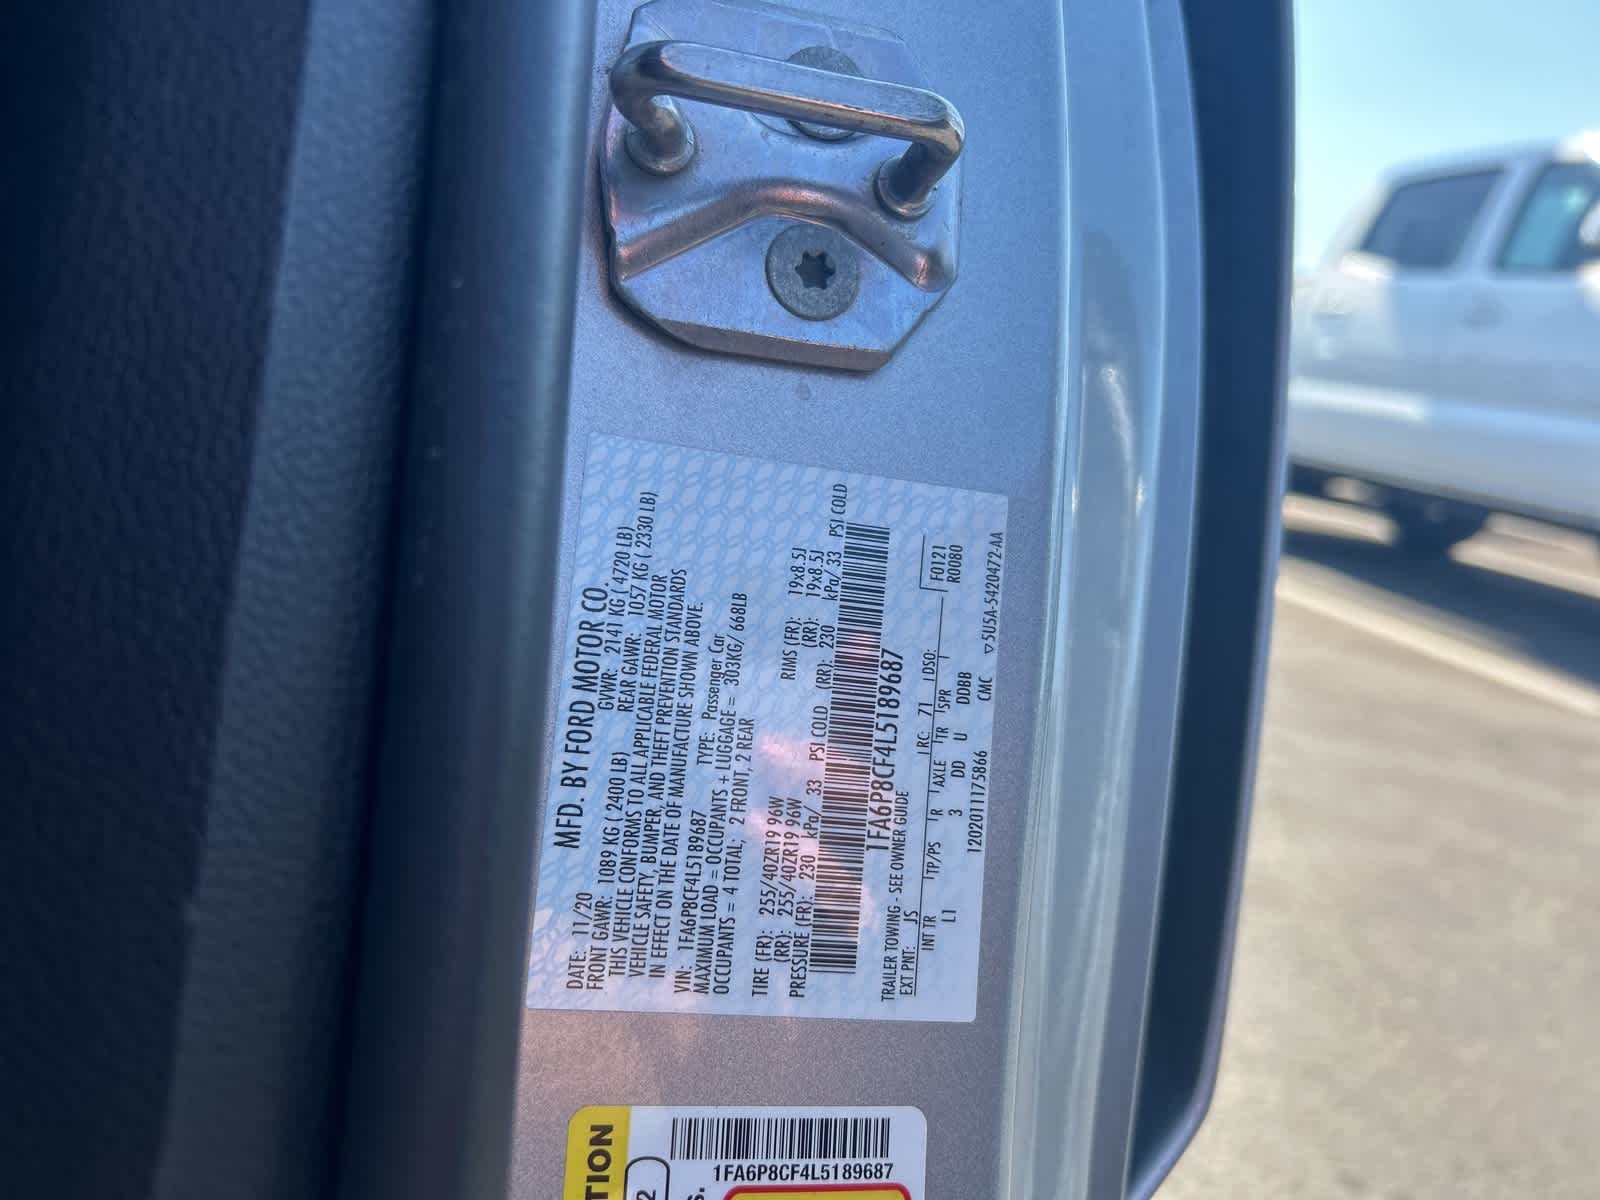 MFD. BY FORD MOTOR CO.
DATE: 11/20 GVWR: 2141 KG ( 4720 LB)
FRONT GAWR: 1089 KG ( 2400 LB) REAR GAWR: 1057 KG ( 2330 LB)
THIS VEHICLE CONFORMS TO ALL APPLICABLE FEDERAL MOTOR
VEHICLE SAFETY, BUMPER, AND THEFT PREVENTION STANDARDS
IN EFFECT ON THE DATE OF MANUFACTURE SHOWN ABOVE.
VIN: 1FA6P8CF4L5189687 TYPE: Passenger Car
MAXIMUM LOAD = OCCUPANTS + LUGGAGE = 303KG/ 668LB
OCCUPANTS = 4 TOTAL; 2 FRONT, 2 REAR
TIRE (FR): 255/40ZR19 96W RIMS (FR): 19x8.5J
(RR): 255/40ZR19 96W (RR): 19x8.5J
PRESSURE (FR): 230 kPa/ 33 PSI COLD (RR): 230 kPa/ 33 PSI COLD
1FA6P8CF4L5189687
TRAILER TOWING - SEE OWNER GUIDE
EXT PNT: JS RC: 71 DSO: F0121
INT TR TP/PS R AXLE TR SPR R0080
L1 3 DD U DDBB
120201117 5866 CMC ▽5U5A-5420472-AA
TION
2
1FA6P8CF4L5189687